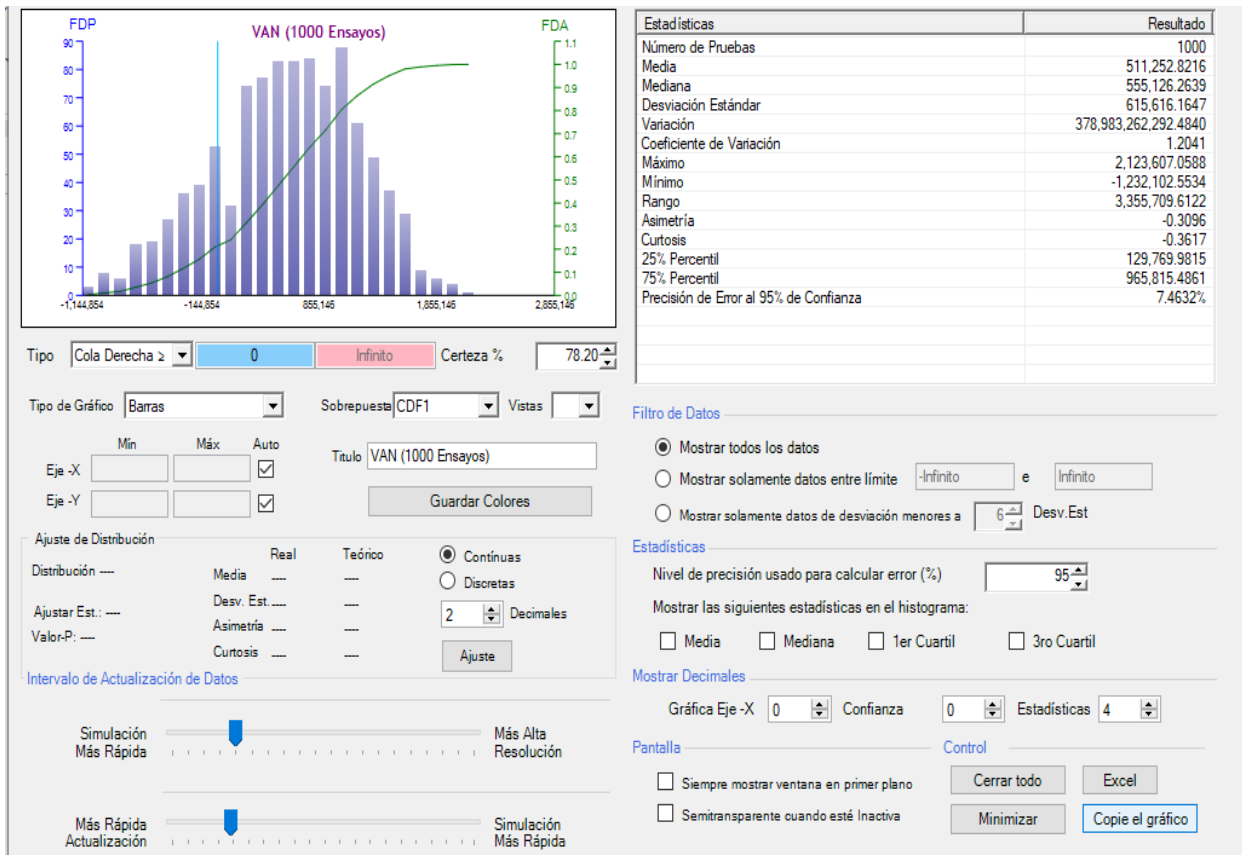 FDP
VAN (1000 Ensayos)
FDA
90
80
70
60
50
40
30
20
10
0
1.1
1.0
0.9
0.8
0.7
0.6
0.5
0.4
0.3
0.2
0.1
0.0
-1,144,854
-144,854
855,146
1,855,146
2,855,146
Tipo Cola Derecha ≥ 0 Infinito Certeza % 78.20
Tipo de Gráfico Barras Sobrepuesta CDF1 Vistas
Mín Máx Auto
Eje -X
Eje -Y
Titulo VAN (1000 Ensayos)
Guardar Colores
Ajuste de Distribución
Real Teórico
Distribución ----
Media ---- ----
Desv. Est. ---- ----
Ajustar Est.: ----
Asimetría ---- ----
Valor-P: ----
Curtosis ---- ----
Contínuas
Discretas
2 Decimales
Ajuste
Intervalo de Actualización de Datos
Simulación
Más Rápida
Más Alta
Resolución
Más Rápida
Actualización
Simulación
Más Rápida
Estadísticas Resultado
Número de Pruebas 1000
Media 511,252.8216
Mediana 555,126.2639
Desviación Estándar 615,616.1647
Variación 378,983,262,292.4840
Coeficiente de Variación 1.2041
Máximo 2,123,607.0588
Mínimo -1,232,102.5534
Rango 3,355,709.6122
Asimetría -0.3096
Curtosis -0.3617
25% Percentil 129,769.9815
75% Percentil 965,815.4861
Precisión de Error al 95% de Confianza 7.4632%
Filtro de Datos
Mostrar todos los datos
Mostrar solamente datos entre límite -Infinito e Infinito
Mostrar solamente datos de desviación menores a 6 Desv.Est
Estadísticas
Nivel de precisión usado para calcular error (%) 95
Mostrar las siguientes estadísticas en el histograma:
Media Mediana 1er Cuartil 3ro Cuartil
Mostrar Decimales
Gráfica Eje -X 0 Confianza 0 Estadísticas 4
Pantalla
Siempre mostrar ventana en primer plano
Semitransparente cuando esté Inactiva
Control
Cerrar todo Excel
Minimizar Copie el gráfico